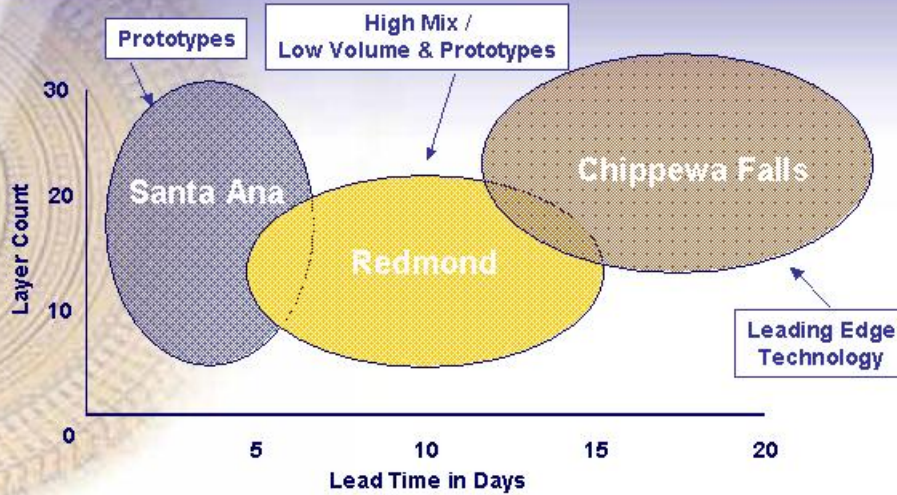 High Mix /
Low Volume & Prototypes
Prototypes
30
Chippewa Falls
Santa Ana
20
Layer Count
Redmond
10
Leading Edge
Technology
0
5
10
15
20
Lead Time in Days